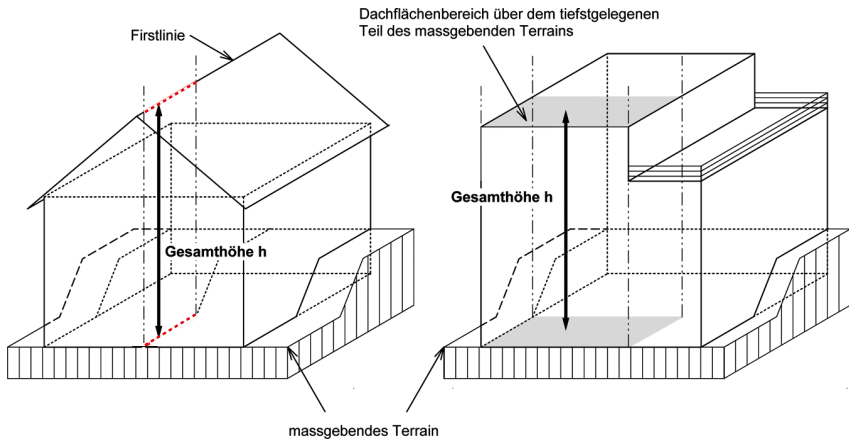 Firstlinie
Dachflächenbereich über dem tiefstgelegenen
Teil des massgebenden Terrains
Gesamthöhe h
Gesamthöhe h
massgebendes Terrain